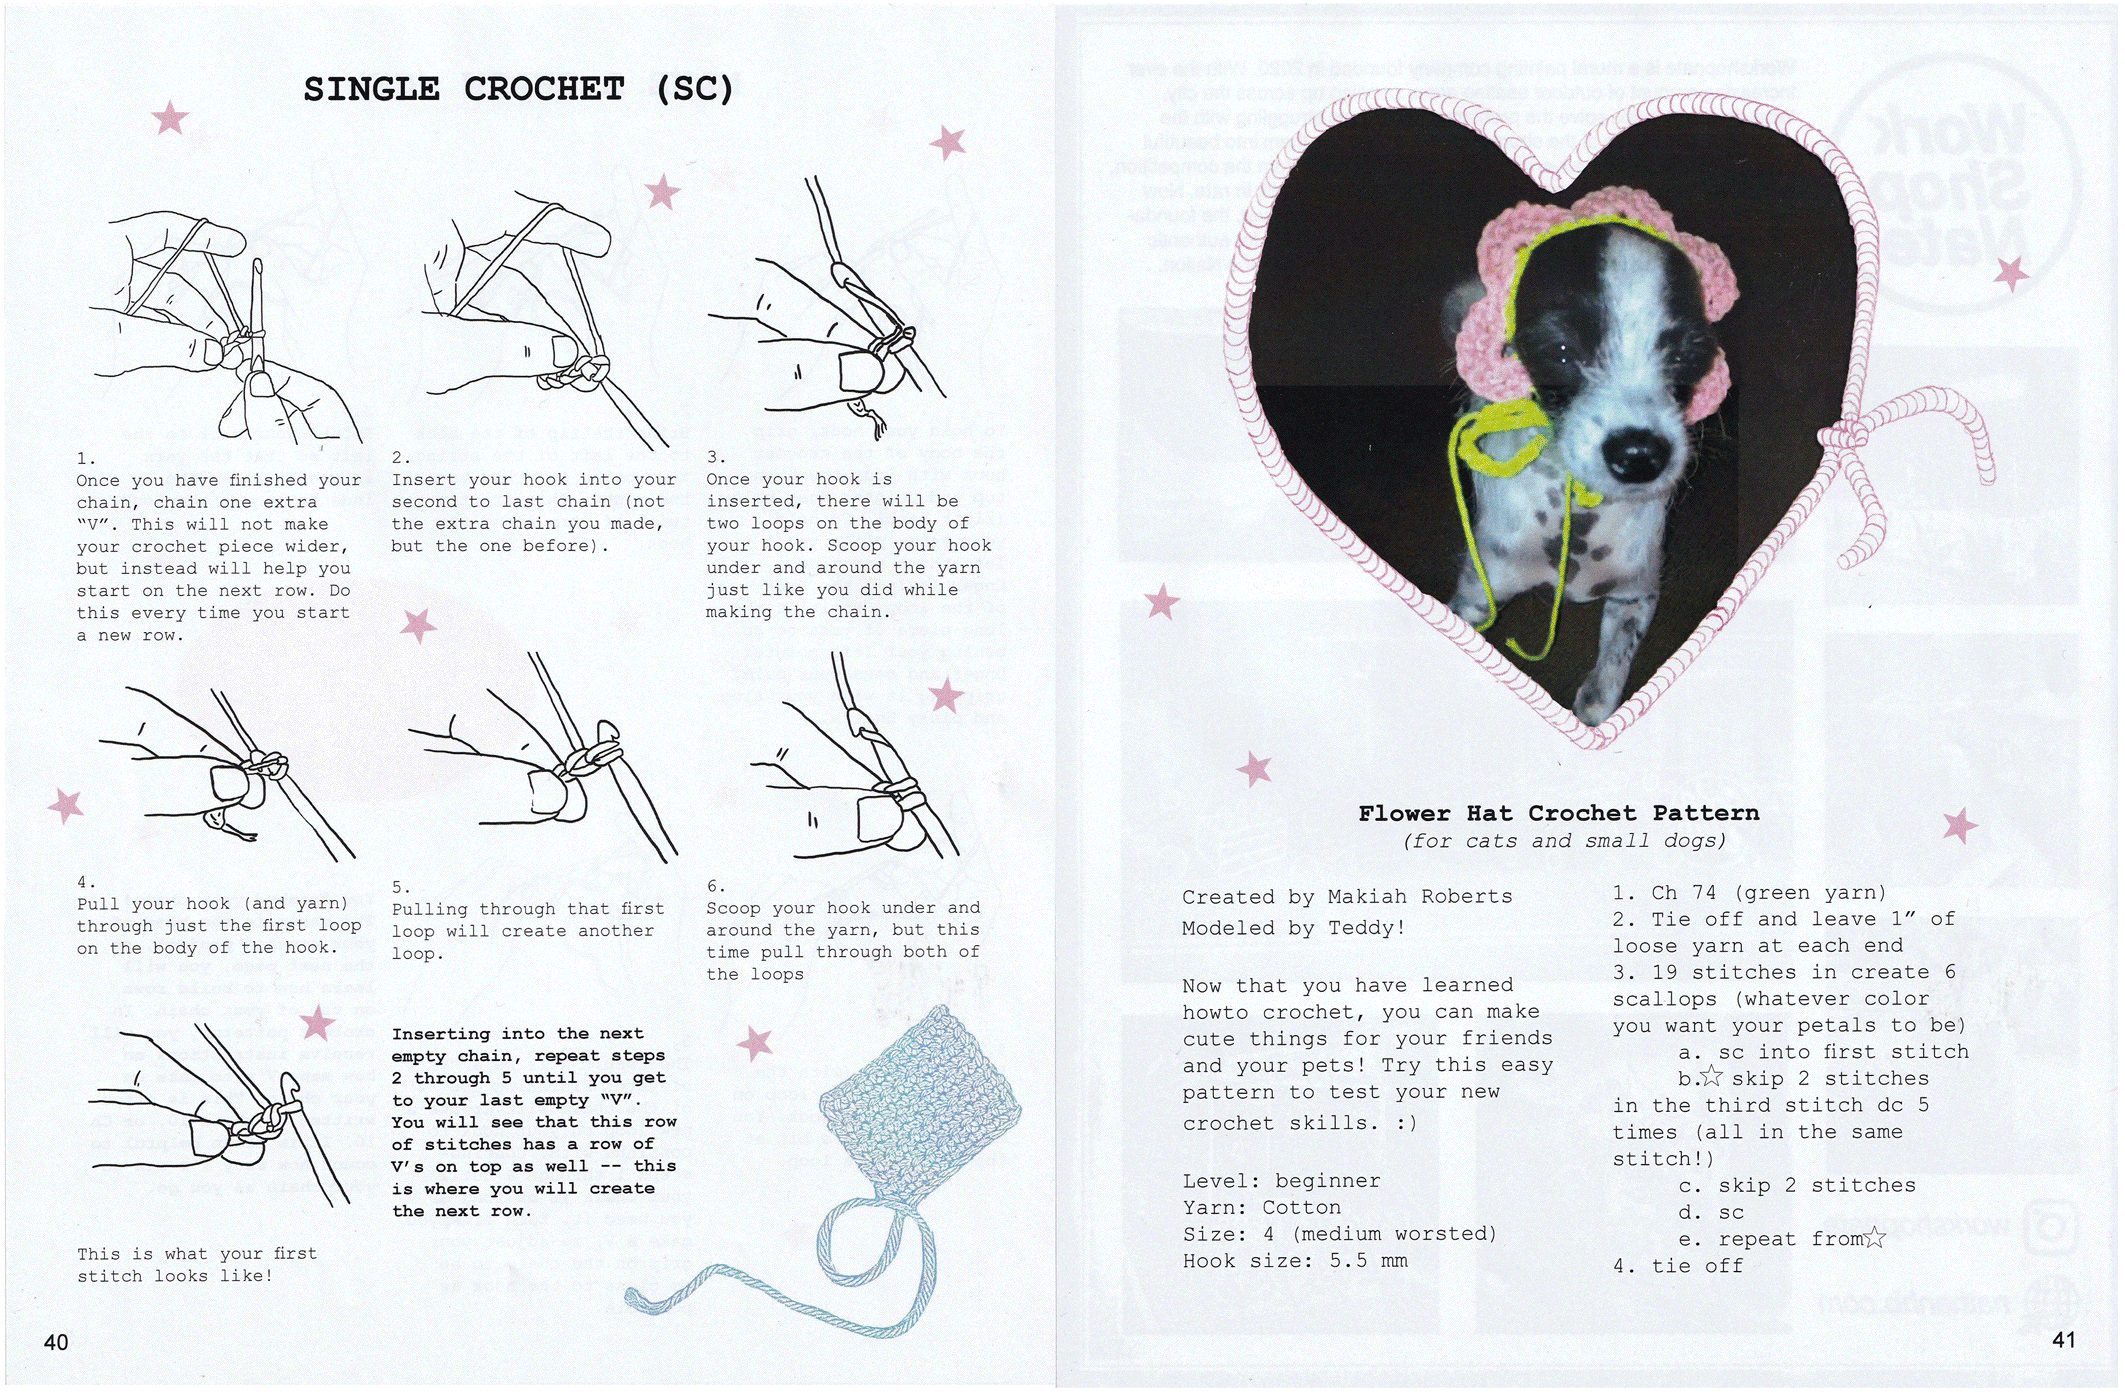 SINGLE CROCHET (SC)
1.
Once you have finished your
chain, chain one extra
“V”. This will not make
your crochet piece wider,
but instead will help you
start on the next row. Do
this every time you start
a new row.
2.
Insert your hook into your
second to last chain (not
the extra chain you made,
but the one before).
3.
Once your hook is
inserted, there will be
two loops on the body of
your hook. Scoop your hook
under and around the yarn
just like you did while
making the chain.
4.
Pull your hook (and yarn)
through just the first loop
on the body of the hook.
5.
Pulling through that first
loop will create another
loop.
6.
Scoop your hook under and
around the yarn, but this
time pull through both of
the loops
This is what your first
stitch looks like!
Inserting into the next
empty chain, repeat steps
2 through 5 until you get
to your last empty “V”.
You will see that this row
of stitches has a row of
V’s on top as well -- this
is where you will create
the next row.
40
Flower Hat Crochet Pattern
(for cats and small dogs)
Created by Makiah Roberts
Modeled by Teddy!
Now that you have learned
howto crochet, you can make
cute things for your friends
and your pets! Try this easy
pattern to test your new
crochet skills. :)
Level: beginner
Yarn: Cotton
Size: 4 (medium worsted)
Hook size: 5.5 mm
1. Ch 74 (green yarn)
2. Tie off and leave 1” of
loose yarn at each end
3. 19 stitches in create 6
scallops (whatever color
you want your petals to be)
a. sc into first stitch
b.☆ skip 2 stitches
in the third stitch dc 5
times (all in the same
stitch!)
c. skip 2 stitches
d. sc
e. repeat from☆
4. tie off
41